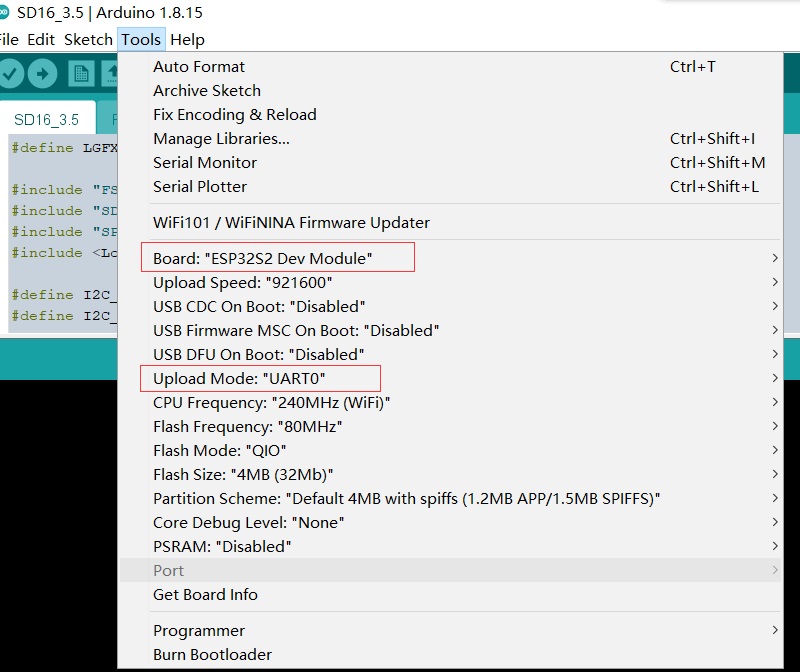 SD16_3.5 | Arduino 1.8.15
File Edit Sketch Tools Help
SD16_3.5
#define LGFX
#include "FS
#include "SD
#include "SP
#include <Lo
#define I2C_
#define I2C_
Auto Format Ctrl+T
Archive Sketch
Fix Encoding & Reload
Manage Libraries... Ctrl+Shift+I
Serial Monitor Ctrl+Shift+M
Serial Plotter Ctrl+Shift+L
WiFi101 / WiFiNINA Firmware Updater
Board: "ESP32S2 Dev Module"
Upload Speed: "921600"
USB CDC On Boot: "Disabled"
USB Firmware MSC On Boot: "Disabled"
USB DFU On Boot: "Disabled"
Upload Mode: "UART0"
CPU Frequency: "240MHz (WiFi)"
Flash Frequency: "80MHz"
Flash Mode: "QIO"
Flash Size: "4MB (32Mb)"
Partition Scheme: "Default 4MB with spiffs (1.2MB APP/1.5MB SPIFFS)"
Core Debug Level: "None"
PSRAM: "Disabled"
Port
Get Board Info
Programmer
Burn Bootloader